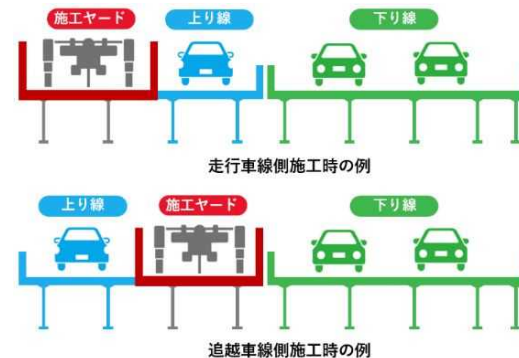 施工ヤード
上り線
下り線
走行車線側施工時の例
上り線
施工ヤード
下り線
追越車線側施工時の例